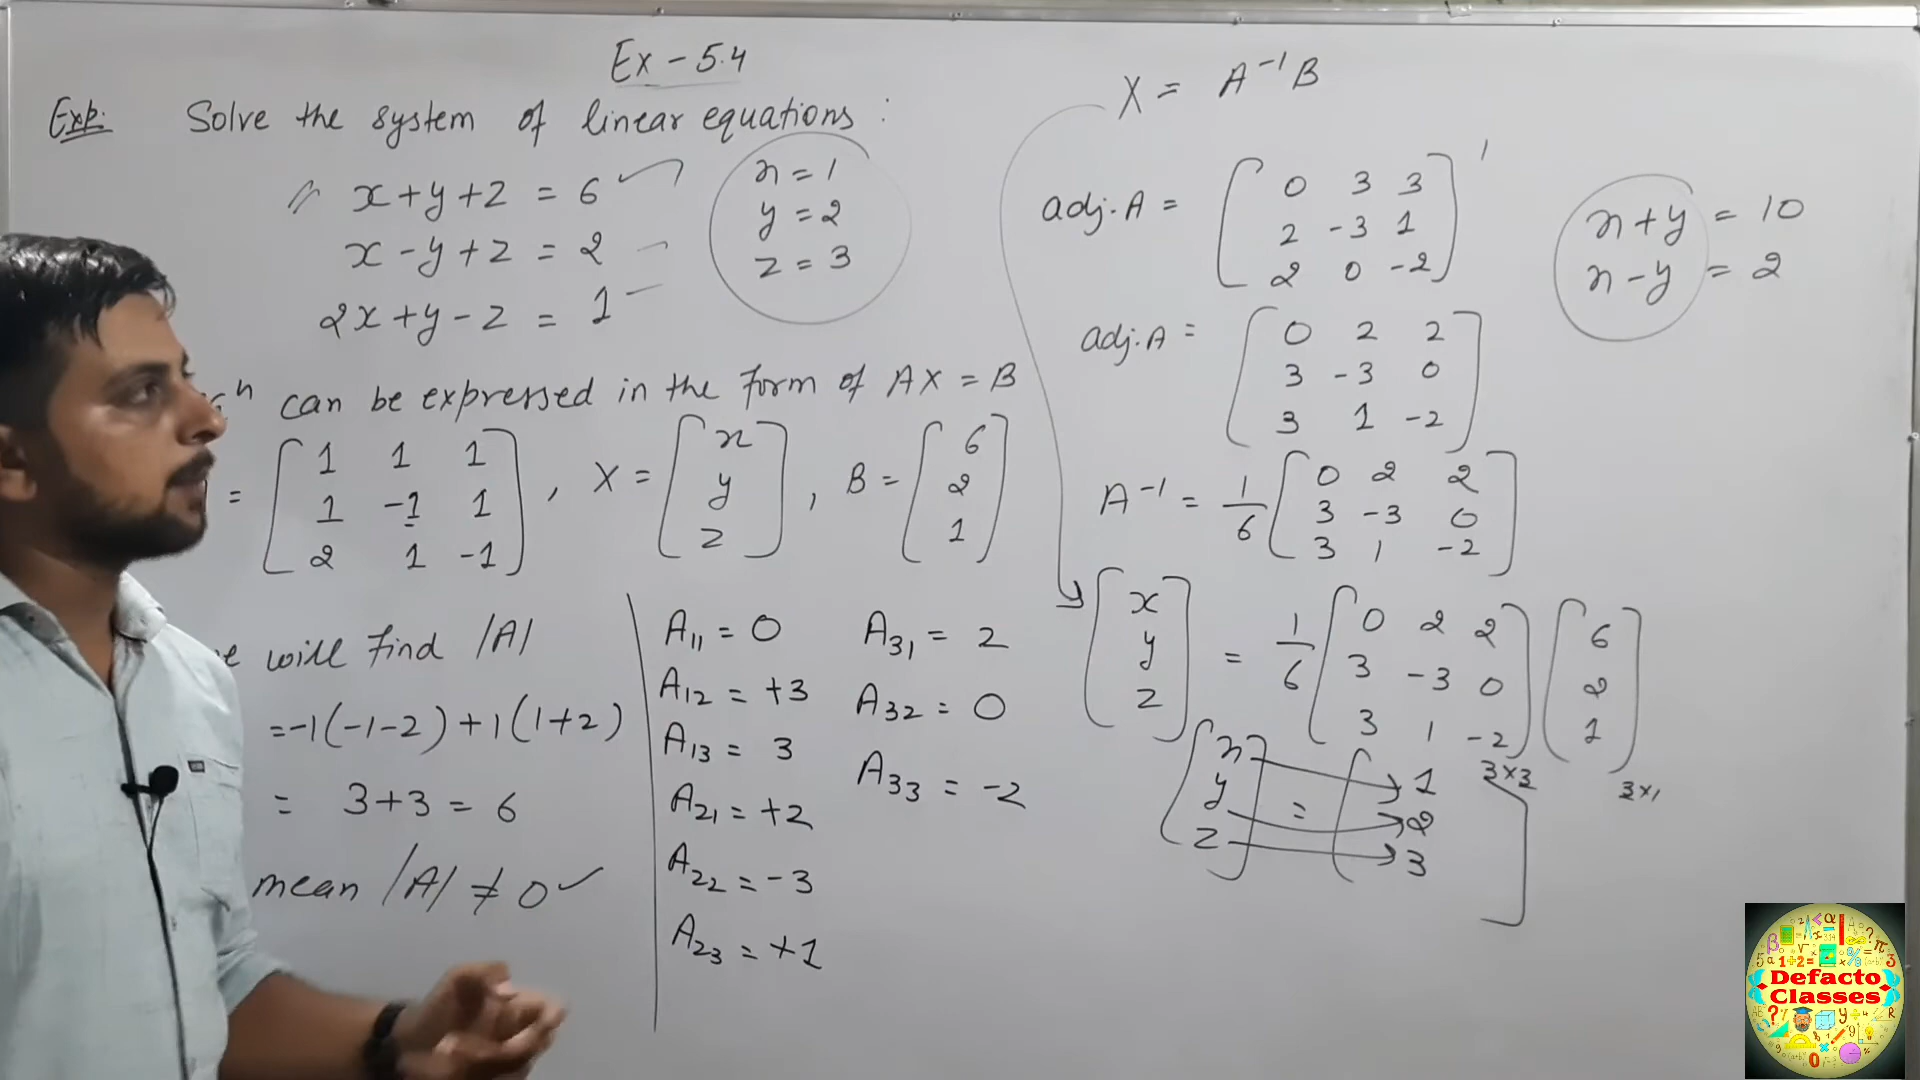 Ex - 5.4
Exp: Solve the system of linear equations :
x + y + z = 6
x - y + z = 2
2x + y - z = 1
x = 1
y = 2
z = 3
can be expressed in the form of AX = B
= [ 1 1 1
1 -1 1
2 1 -1 ] , X = [ x
y
z ] , B = [ 6
2
1 ]
will find |A|
= -1(-1-2) + 1(1+2)
= 3+3 = 6
mean |A| ≠ 0 ✓
A11 = 0
A12 = +3
A13 = 3
A21 = +2
A22 = -3
A23 = +1
A31 = 2
A32 = 0
A33 = -2
X = A⁻¹B
adj.A = [ 0 3 3
2 -3 1
2 0 -2 ]'
adj.A = [ 0 2 2
3 -3 0
3 1 -2 ]
A⁻¹ = 1/6 [ 0 2 2
3 -3 0
3 1 -2 ]
[ x
y
z ] = 1/6 [ 0 2 2
3 -3 0
3 1 -2 ] 3×3 [ 6
2
1 ] 3×1
[ x
y
z ] = [ 1
2
3 ]
x + y = 10
x - y = 2
Defacto
Classes